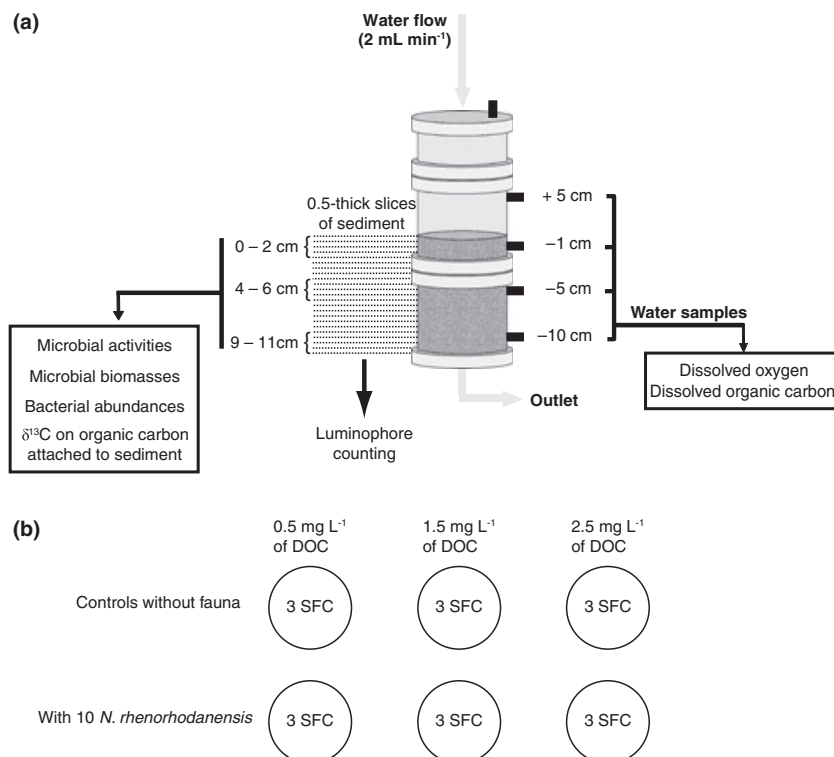 (a)
Water flow
(2 mL min⁻¹)
0.5-thick slices
of sediment
0 – 2 cm
4 – 6 cm
9 – 11cm
+ 5 cm
–1 cm
–5 cm
–10 cm
Water samples
Microbial activities
Microbial biomasses
Bacterial abundances
δ¹³C on organic carbon
attached to sediment
Dissolved oxygen
Dissolved organic carbon
Outlet
Luminophore
counting
(b)
0.5 mg L⁻¹
of DOC
1.5 mg L⁻¹
of DOC
2.5 mg L⁻¹
of DOC
Controls without fauna
3 SFC
3 SFC
3 SFC
With 10 N. rhenorhodanensis
3 SFC
3 SFC
3 SFC